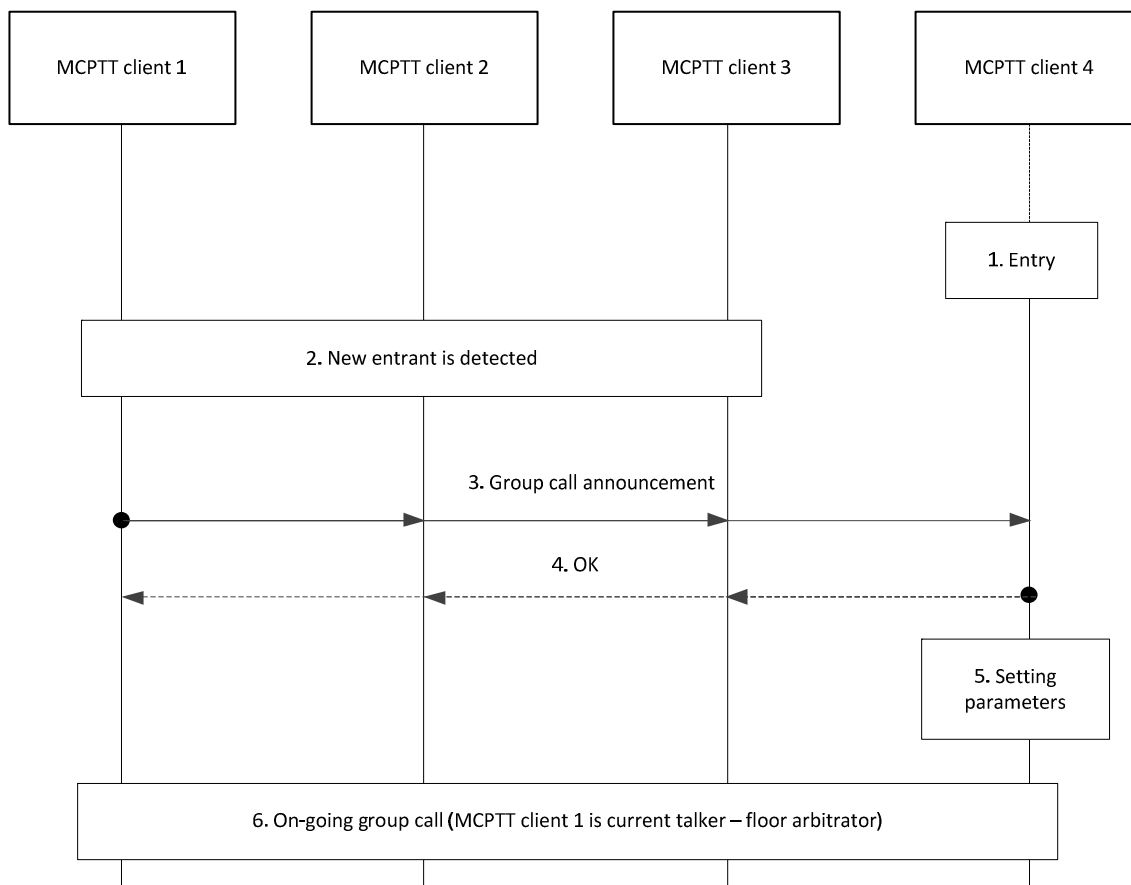 MCPTT client 1
MCPTT client 2
MCPTT client 3
MCPTT client 4
1. Entry
2. New entrant is detected
3. Group call announcement
4. OK
5. Setting
parameters
6. On-going group call (MCPTT client 1 is current talker – floor arbitrator)